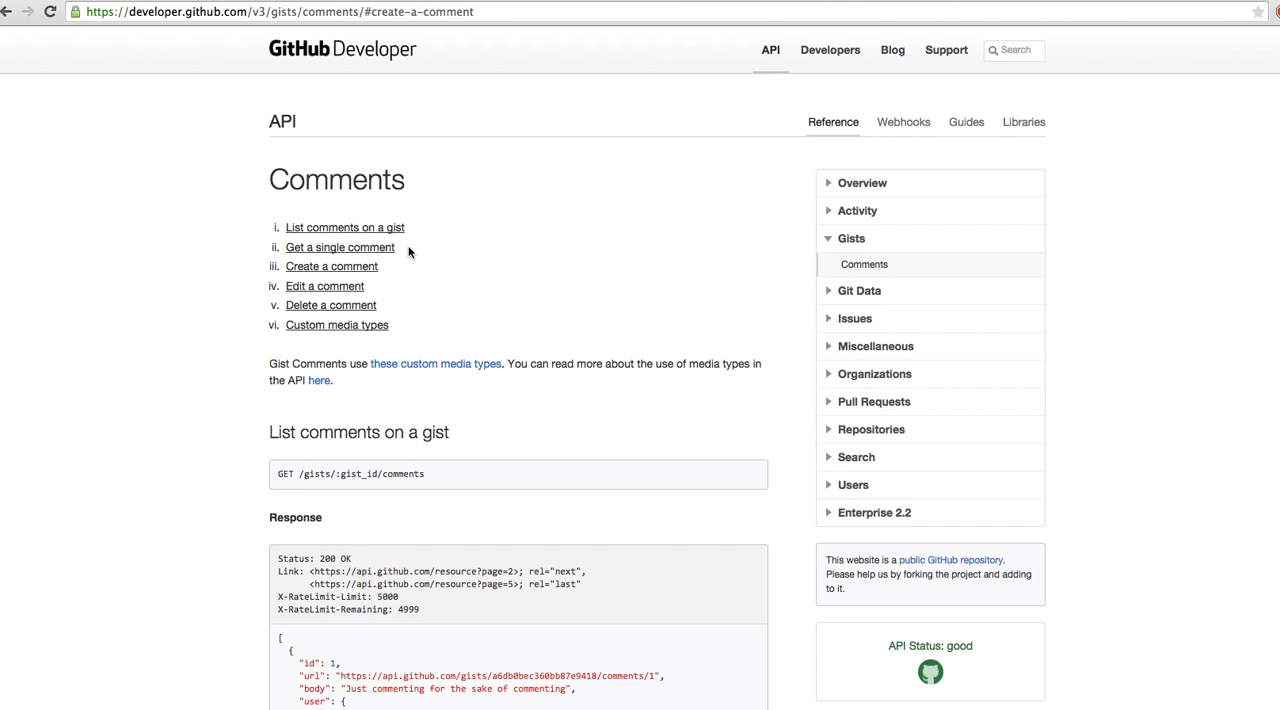 https://developer.github.com/v3/gists/comments/#create-a-comment
GitHub Developer
API Developers Blog Support Search
API
Reference Webhooks Guides Libraries
Comments
i. List comments on a gist
ii. Get a single comment
iii. Create a comment
iv. Edit a comment
v. Delete a comment
vi. Custom media types
Gist Comments use these custom media types. You can read more about the use of media types in
the API here.
List comments on a gist
GET /gists/:gist_id/comments
Response
Status: 200 OK
Link: <https://api.github.com/resource?page=2>; rel="next",
<https://api.github.com/resource?page=5>; rel="last"
X-RateLimit-Limit: 5000
X-RateLimit-Remaining: 4999
[
{
"id": 1,
"url": "https://api.github.com/gists/a6db0bec360bb87e9418/comments/1",
"body": "Just commenting for the sake of commenting",
"user": {
Overview
Activity
Gists
Comments
Git Data
Issues
Miscellaneous
Organizations
Pull Requests
Repositories
Search
Users
Enterprise 2.2
This website is a public GitHub repository.
Please help us by forking the project and adding
to it.
API Status: good